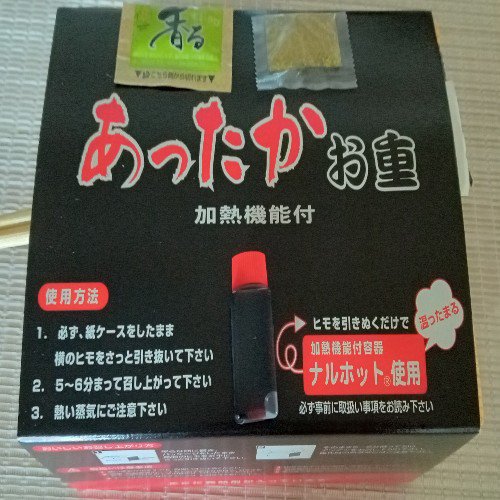 香る
あったか
お重
加熱機能付
使用方法
1. 必ず、紙ケースをしたまま
横のヒモをさっと引き抜いて下さい
2. 5〜6分まって召し上がって下さい
3. 熱い蒸気にご注意下さい
温ったまる
ヒモを引きぬくだけで
加熱機能付容器
ナルホット®使用
必ず事前に取扱い事項をお読み下さい